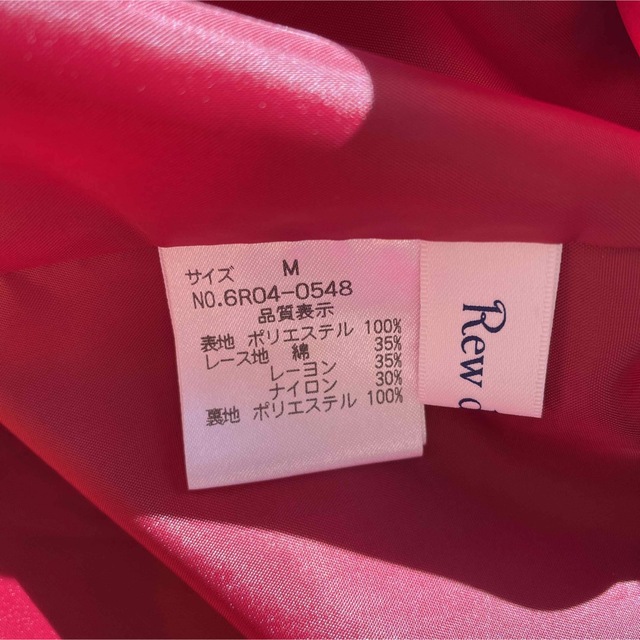 サイズ M
NO.6R04-0548
品質表示
表地 ポリエステル 100%
レース地 綿 35%
レーヨン 35%
ナイロン 30%
裏地 ポリエステル 100%
Rew